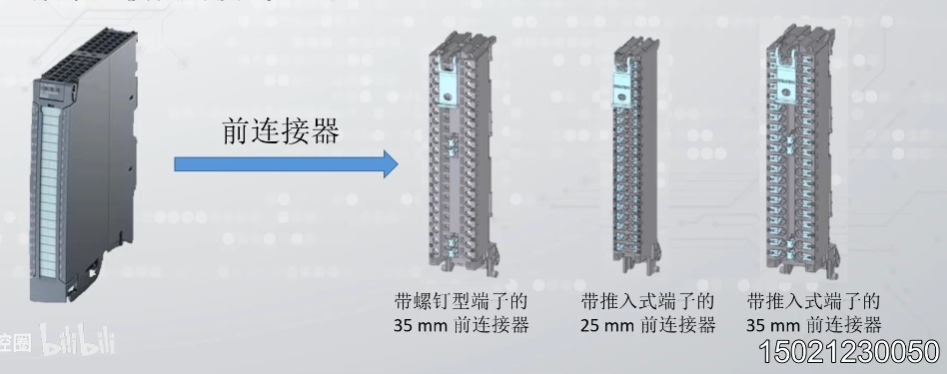 前连接器
带螺钉型端子的
35 mm 前连接器
带推入式端子的
25 mm 前连接器
带推入式端子的
35 mm 前连接器
控圈 bilibili
15021230050